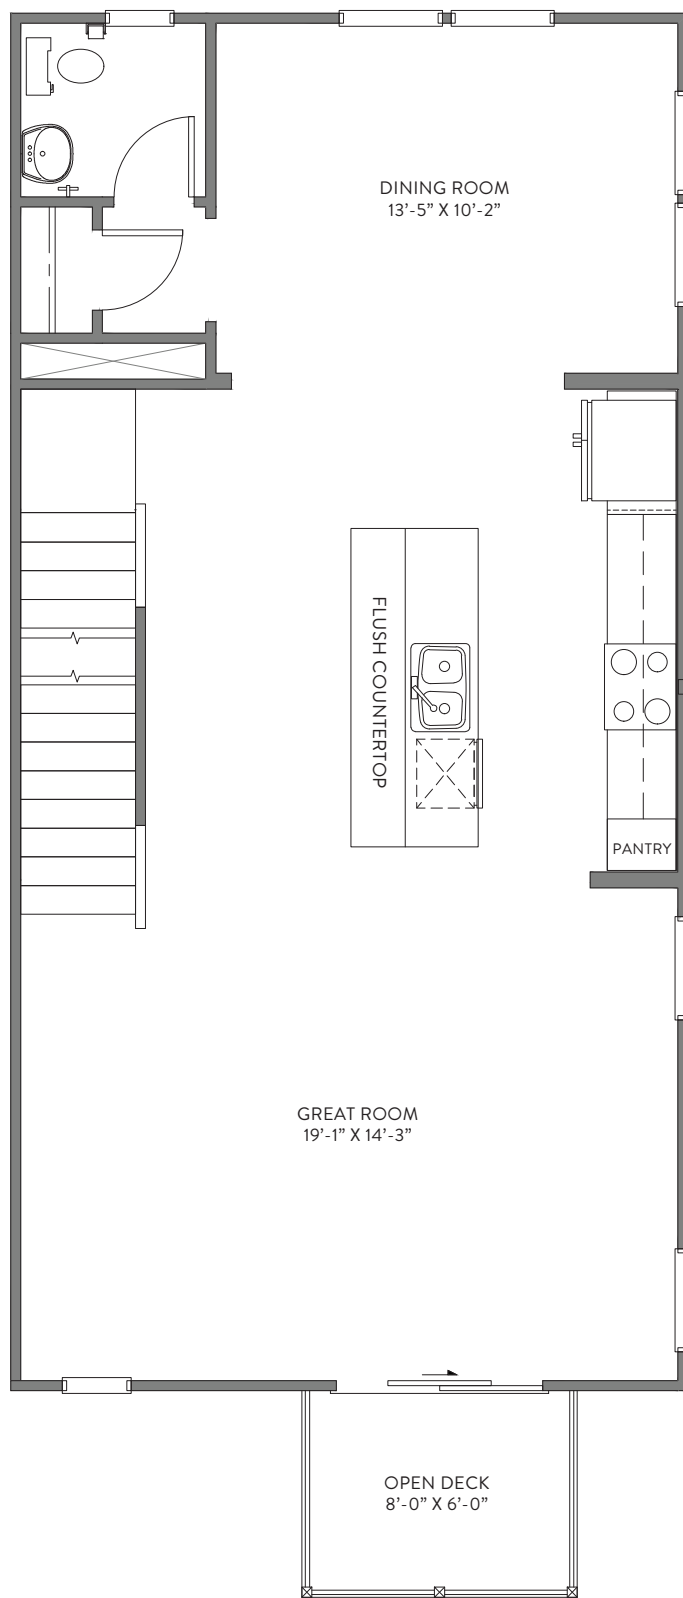 DINING ROOM
13’-5” X 10’-2”
FLUSH COUNTERTOP
PANTRY
GREAT ROOM
19’-1” X 14’-3”
OPEN DECK
8’-0” X 6’-0”